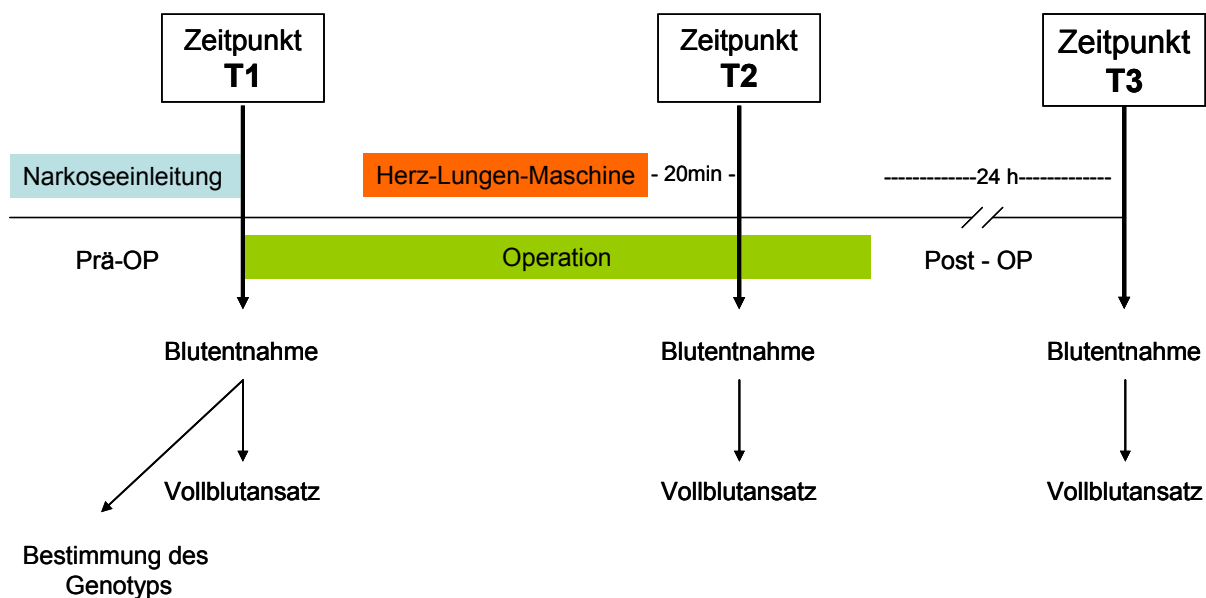 Zeitpunkt
T1
Zeitpunkt
T2
Zeitpunkt
T3
Narkoseeinleitung
Herz-Lungen-Maschine
- 20min -
-------------24 h-------------
Prä-OP
Operation
Post - OP
Blutentnahme
Blutentnahme
Blutentnahme
Vollblutansatz
Vollblutansatz
Vollblutansatz
Bestimmung des
Genotyps